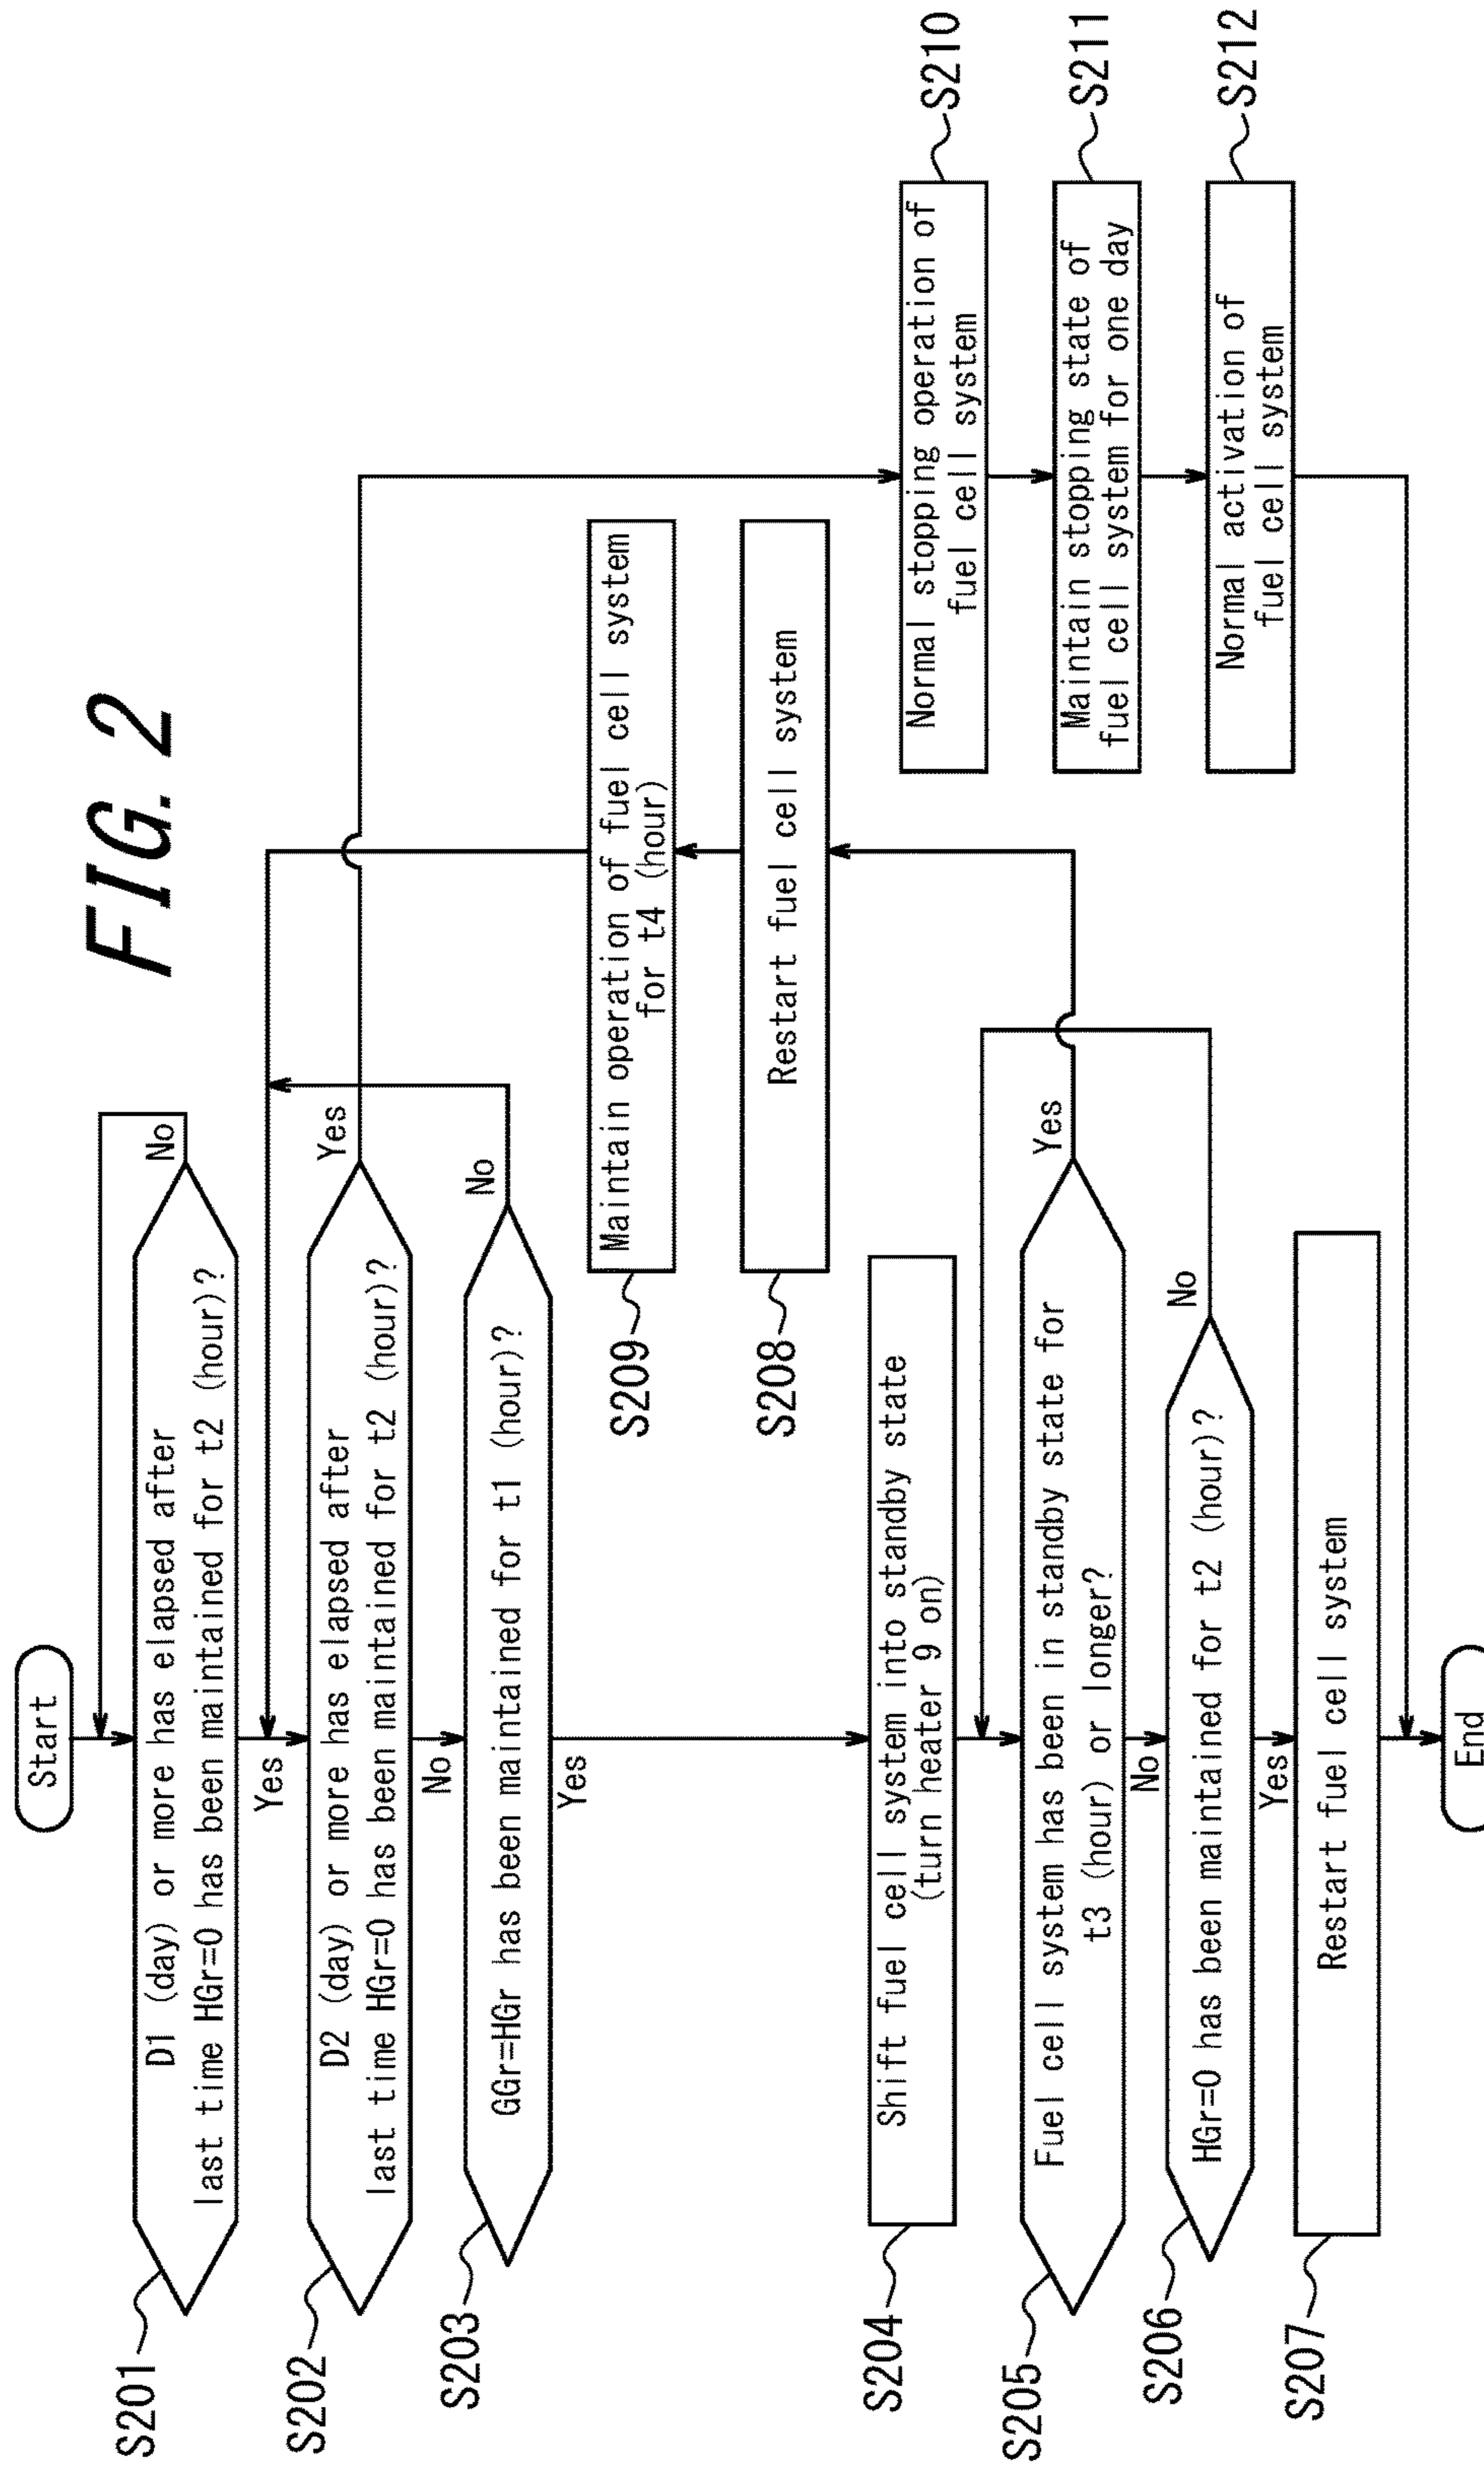 FIG. 2
Start
S201
D1 (day) or more has elapsed after
last time HGr=0 has been maintained for t2 (hour)?
No
Yes
S202
D2 (day) or more has elapsed after
last time HGr=0 has been maintained for t2 (hour)?
Yes
No
S203
GGr=HGr has been maintained for t1 (hour)?
No
Yes
S209
Maintain operation of fuel cell system
for t4 (hour)
S208
Restart fuel cell system
S204
Shift fuel cell system into standby state
(turn heater 9 on)
S205
Fuel cell system has been in standby state for
t3 (hour) or longer?
Yes
No
S206
HGr=0 has been maintained for t2 (hour)?
No
Yes
S207
Restart fuel cell system
Normal stopping operation of
fuel cell system
S210
Maintain stopping state of
fuel cell system for one day
S211
Normal activation of
fuel cell system
S212
End